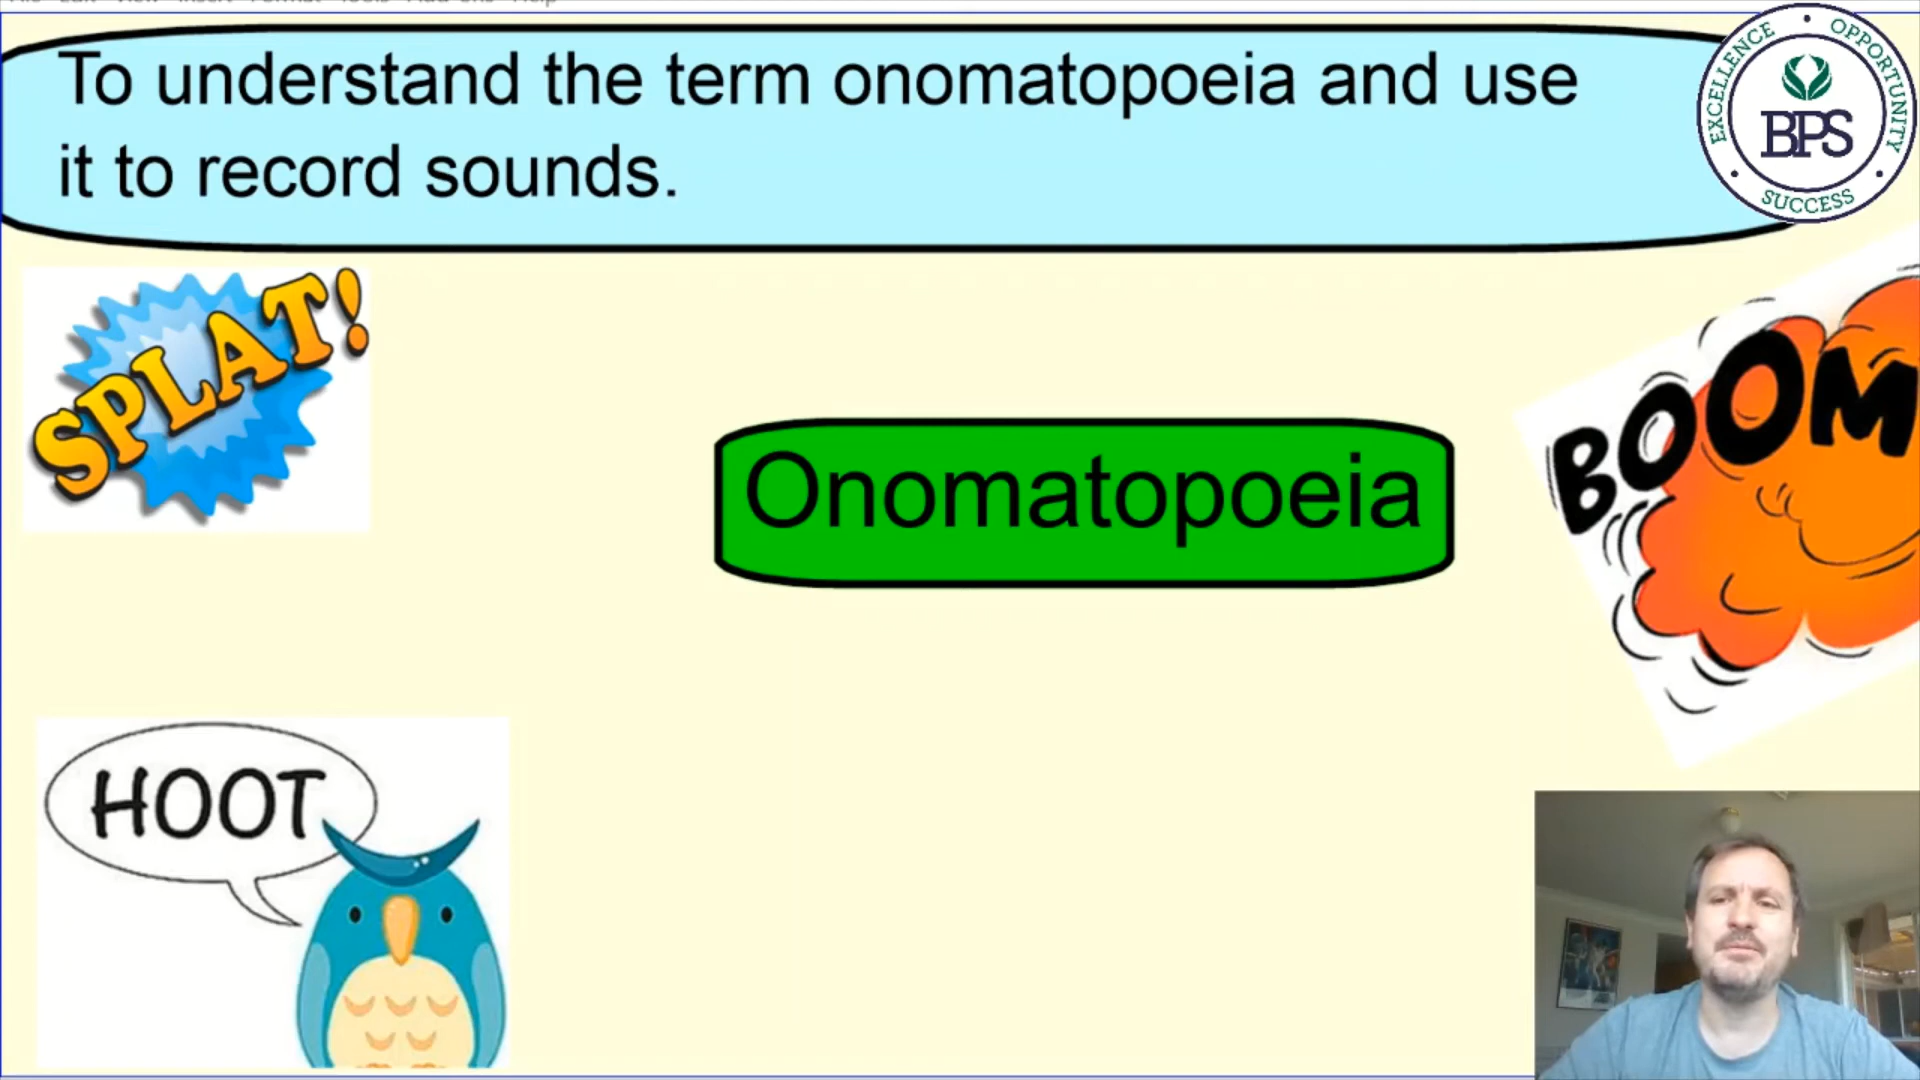 To understand the term onomatopoeia and use
it to record sounds.
EXCELLENCE • OPPORTUNITY • SUCCESS •
BPS
SPLAT!
BOOM
Onomatopoeia
HOOT